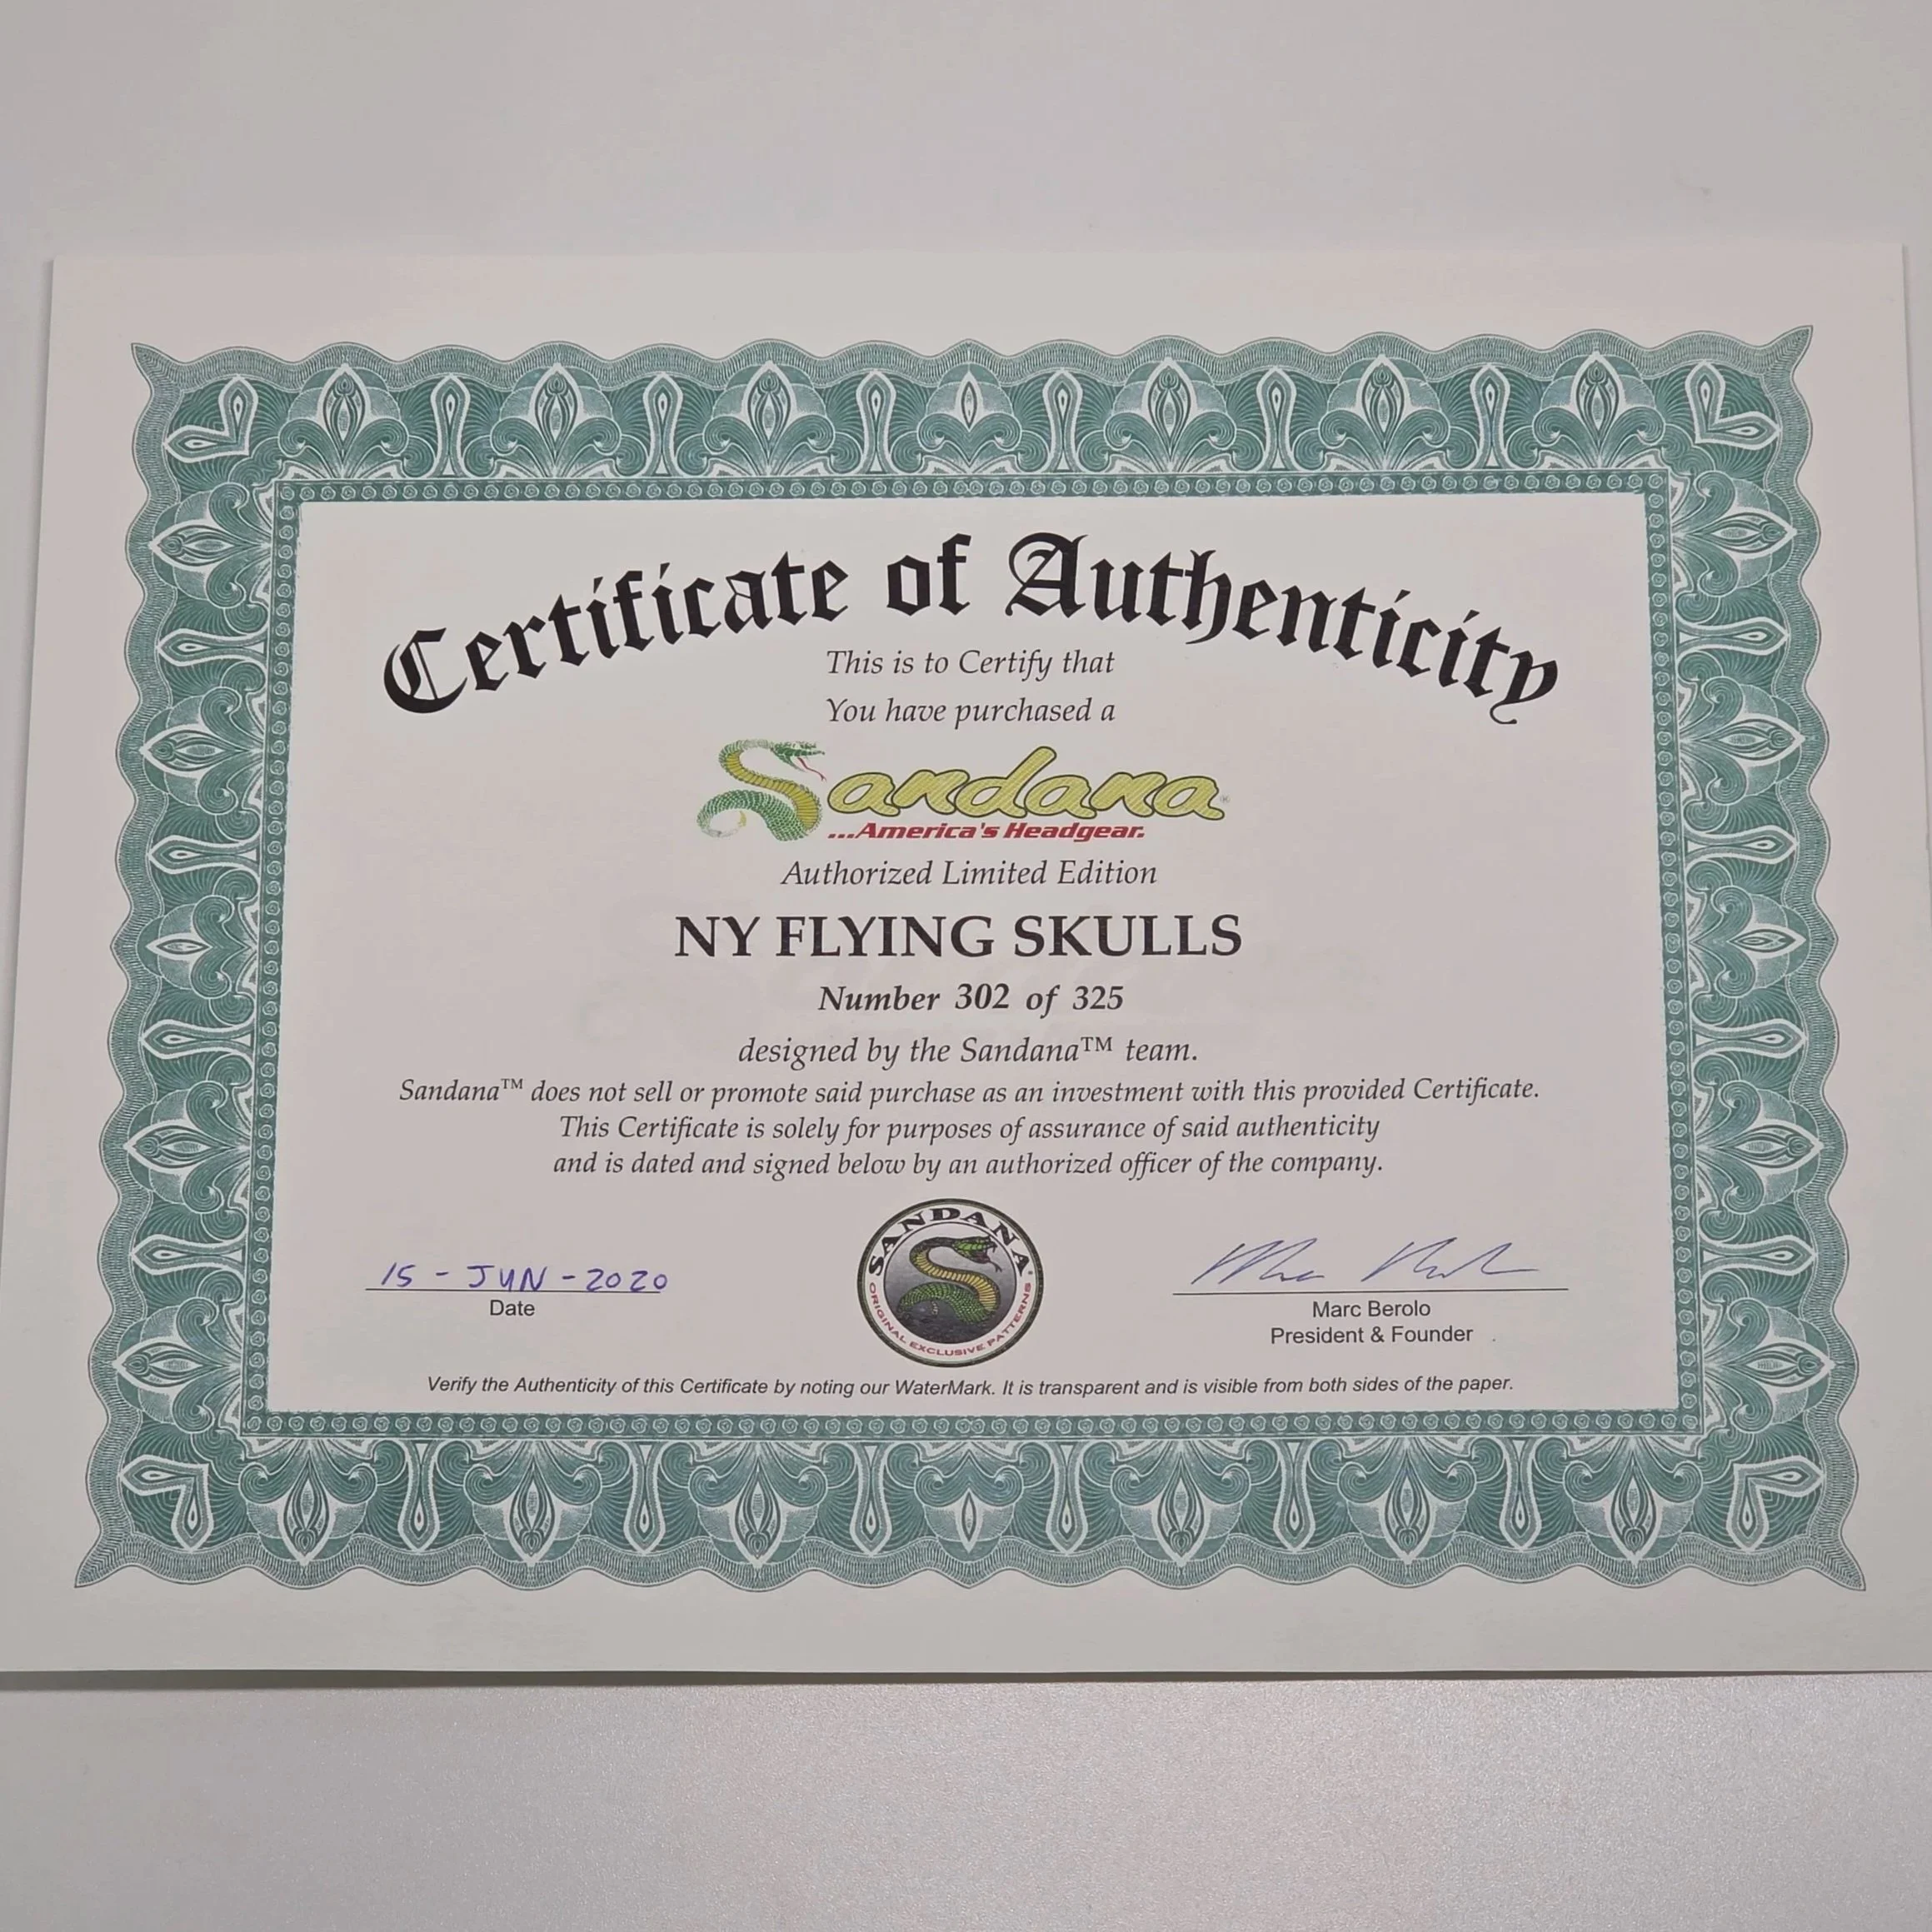 Certificate of Authenticity
This is to Certify that
You have purchased a
Sandana®
...America's Headgear.
Authorized Limited Edition
NY FLYING SKULLS
Number 302 of 325
designed by the Sandana™ team.
Sandana™ does not sell or promote said purchase as an investment with this provided Certificate.
This Certificate is solely for purposes of assurance of said authenticity
and is dated and signed below by an authorized officer of the company.
SANDANA
ORIGINAL EXCLUSIVE PATTERNS
15-JUN-2020
Date
Marc Berolo
President & Founder
Verify the Authenticity of this Certificate by noting our WaterMark. It is transparent and is visible from both sides of the paper.